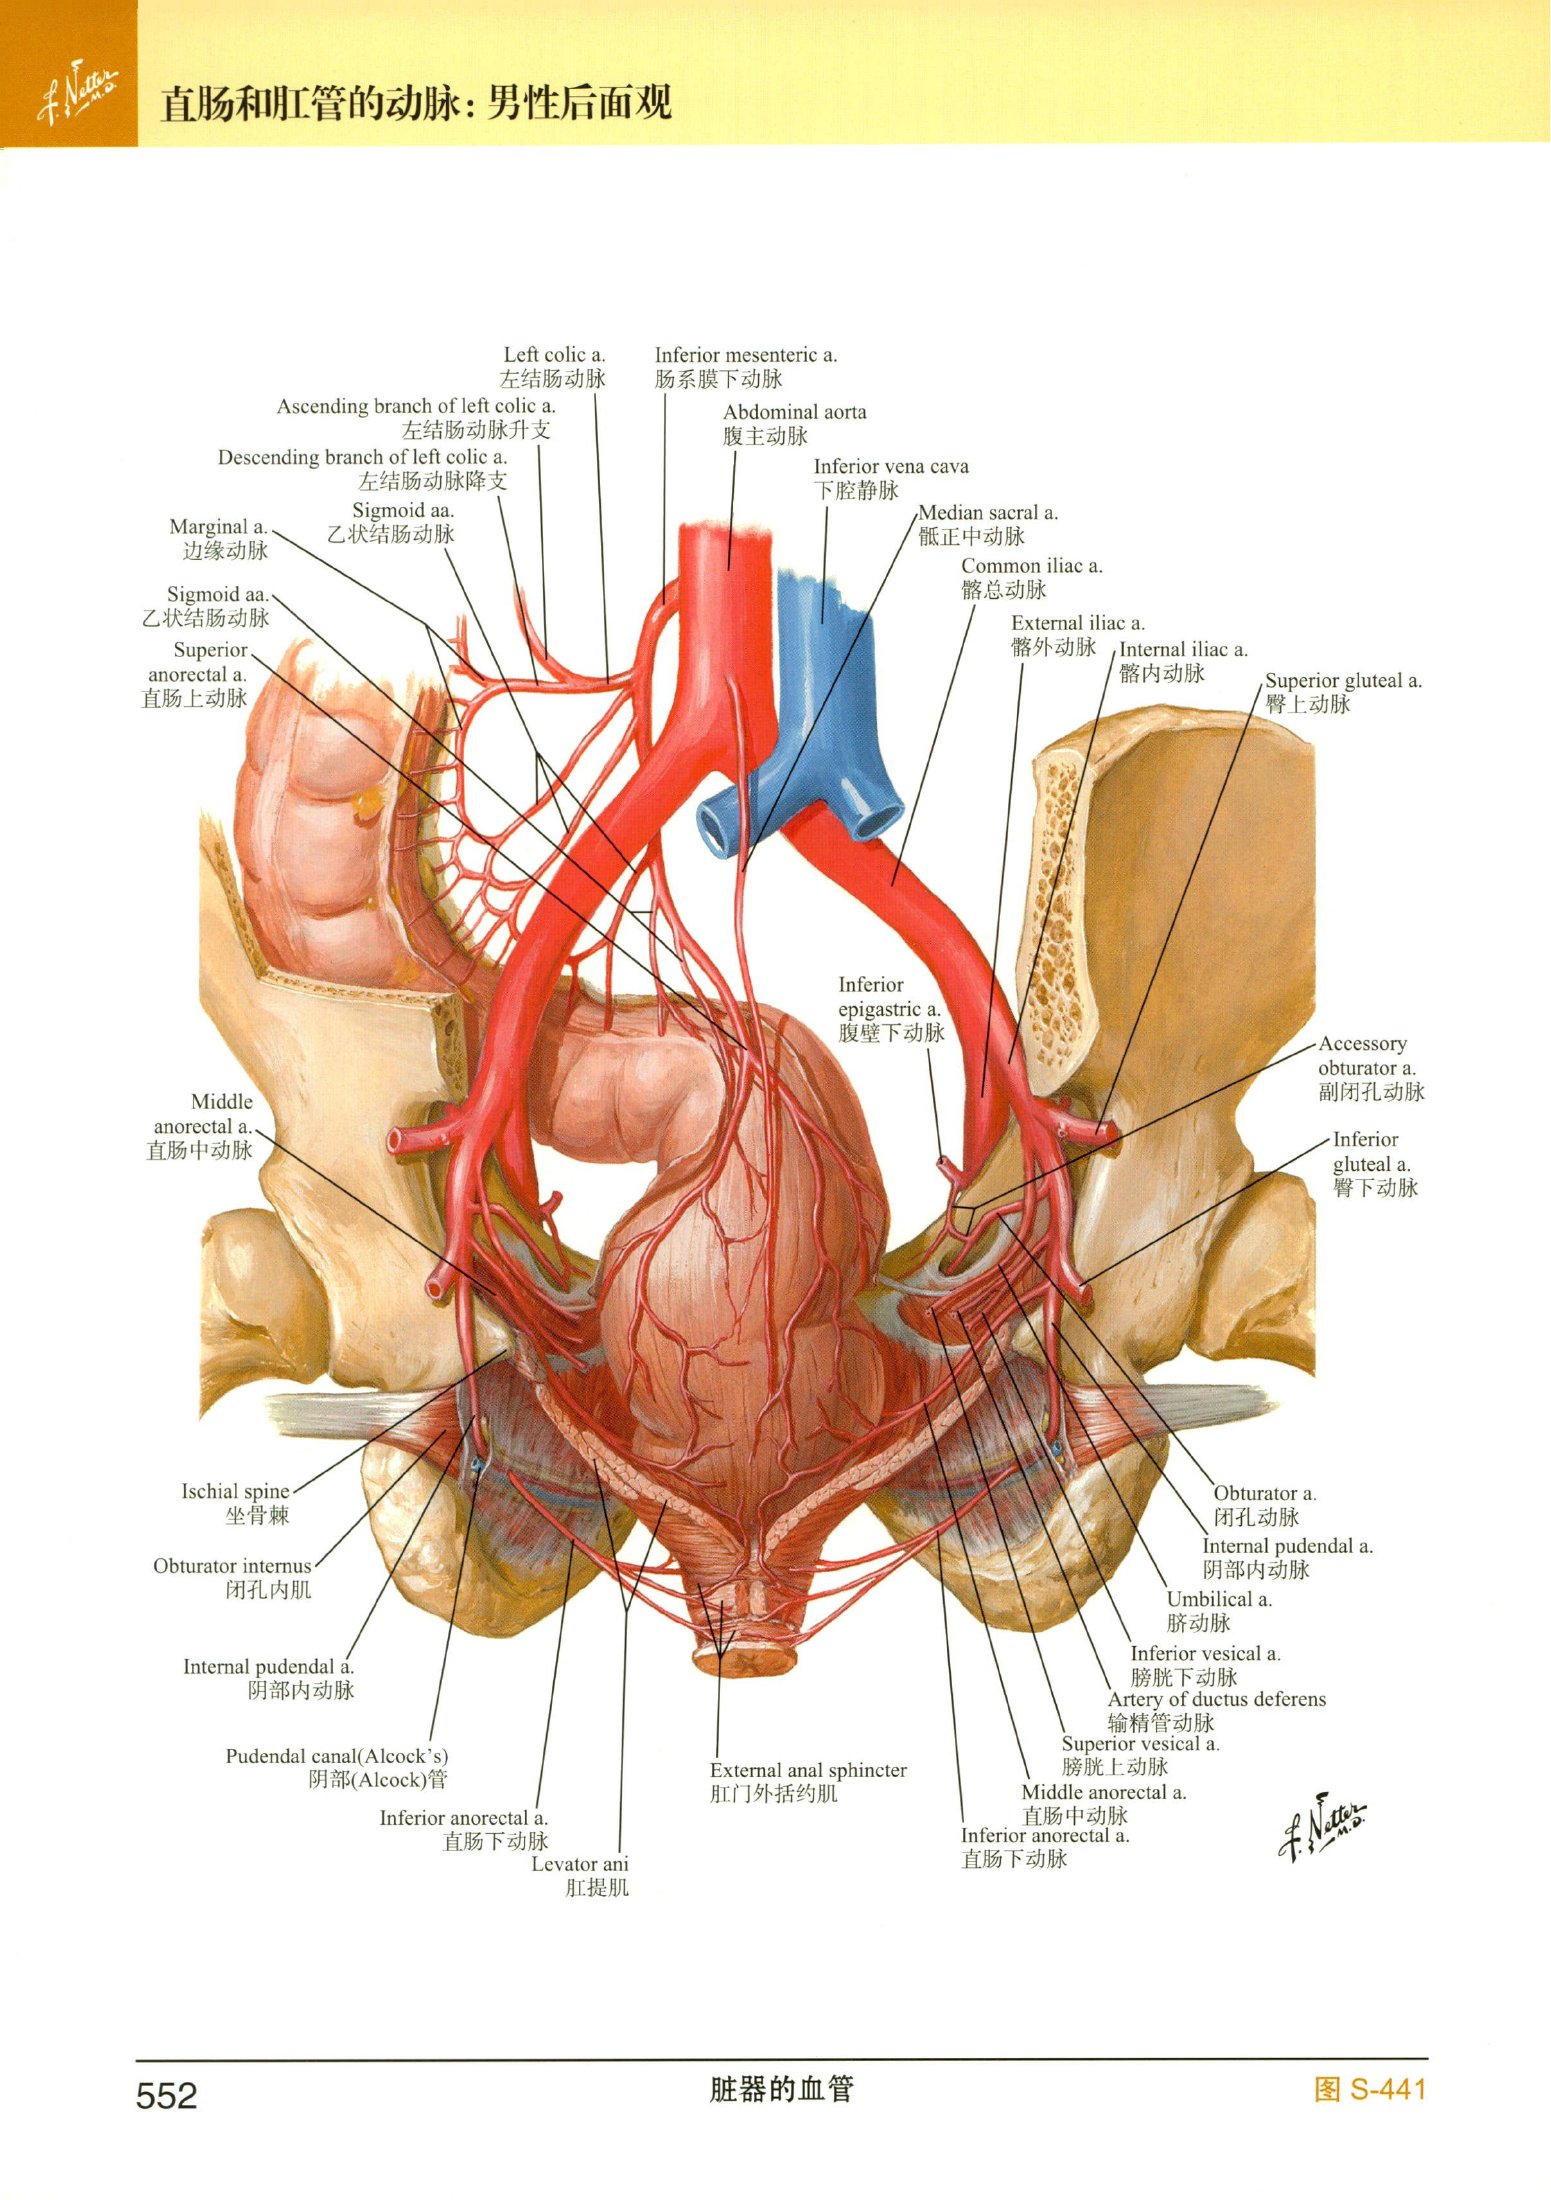 F. Netter M.D.
直肠和肛管的动脉：男性后面观
Left colic a.
左结肠动脉
Inferior mesenteric a.
肠系膜下动脉
Ascending branch of left colic a.
左结肠动脉升支
Abdominal aorta
腹主动脉
Descending branch of left colic a.
左结肠动脉降支
Inferior vena cava
下腔静脉
Sigmoid aa.
乙状结肠动脉
Median sacral a.
骶正中动脉
Marginal a.
边缘动脉
Common iliac a.
髂总动脉
Sigmoid aa.
乙状结肠动脉
External iliac a.
髂外动脉
Internal iliac a.
髂内动脉
Superior
anorectal a.
直肠上动脉
Superior gluteal a.
臀上动脉
Inferior
epigastric a.
腹壁下动脉
Accessory
obturator a.
副闭孔动脉
Middle
anorectal a.
直肠中动脉
Inferior
gluteal a.
臀下动脉
Ischial spine
坐骨棘
Obturator a.
闭孔动脉
Obturator internus
闭孔内肌
Internal pudendal a.
阴部内动脉
Umbilical a.
脐动脉
Internal pudendal a.
阴部内动脉
Inferior vesical a.
膀胱下动脉
Artery of ductus deferens
输精管动脉
Pudendal canal(Alcock's)
阴部(Alcock)管
Superior vesical a.
膀胱上动脉
External anal sphincter
肛门外括约肌
Middle anorectal a.
直肠中动脉
Inferior anorectal a.
直肠下动脉
Inferior anorectal a.
直肠下动脉
Levator ani
肛提肌
F. Netter M.D.
552
脏器的血管
图 S-441